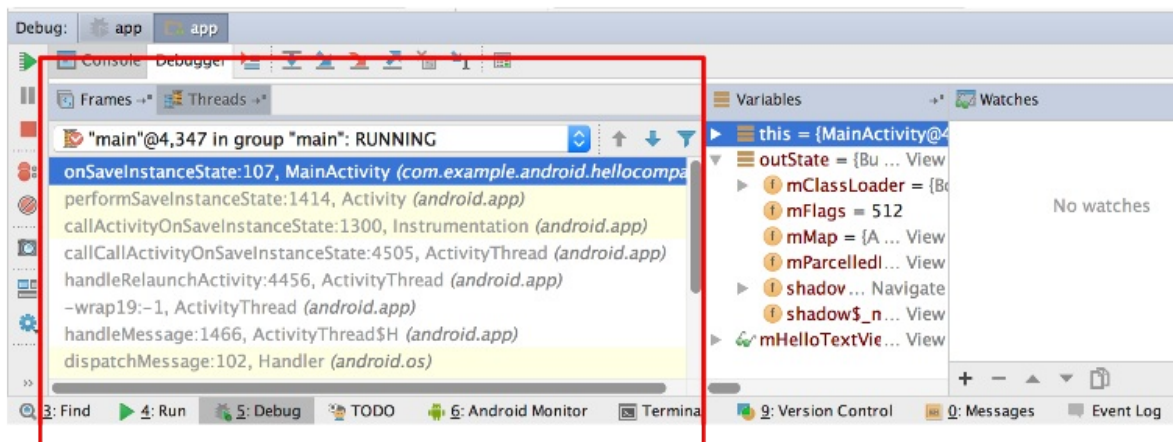 Debug: app app
Console Debugger
Frames Threads
Variables
Watches
"main"@4,347 in group "main": RUNNING
onSaveInstanceState:107, MainActivity (com.example.android.hellocompa
performSaveInstanceState:1414, Activity (android.app)
callActivityOnSaveInstanceState:1300, Instrumentation (android.app)
callCallActivityOnSaveInstanceState:4505, ActivityThread (android.app)
handleRelaunchActivity:4456, ActivityThread (android.app)
-wrap19:-1, ActivityThread (android.app)
handleMessage:1466, ActivityThread$H (android.app)
dispatchMessage:102, Handler (android.os)
this = {MainActivity@4
outState = {Bu ... View
mClassLoader = {Bo
mFlags = 512
mMap = {A ... View
mParcelledI... View
shadov... Navigate
shadow$_n... View
mHelloTextVie... View
No watches
3: Find 4: Run 5: Debug TODO 6: Android Monitor Termina 9: Version Control 0: Messages Event Log